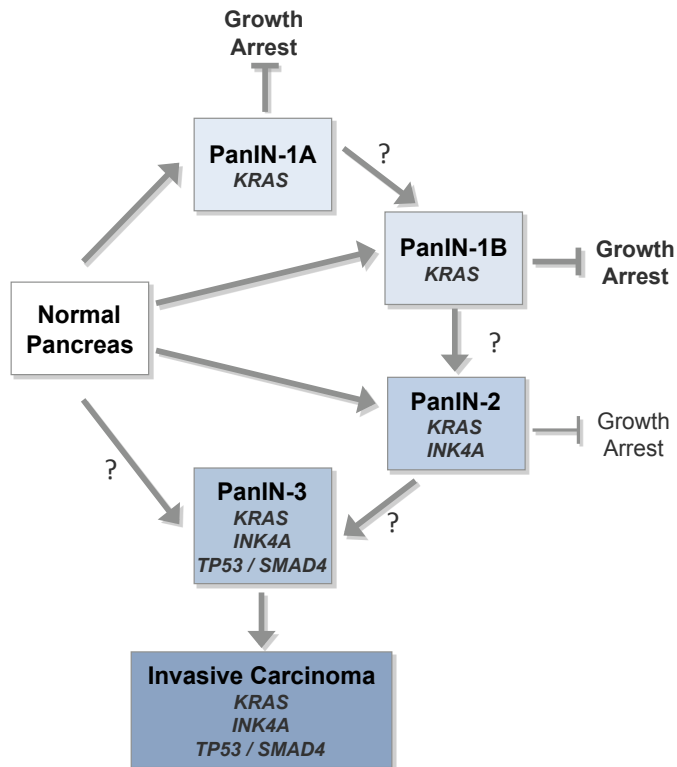 Growth
Arrest
PanIN-1A
KRAS
?
PanIN-1B
KRAS
Growth
Arrest
Normal
Pancreas
?
PanIN-2
KRAS
INK4A
Growth
Arrest
?
PanIN-3
KRAS
INK4A
TP53 / SMAD4
?
Invasive Carcinoma
KRAS
INK4A
TP53 / SMAD4